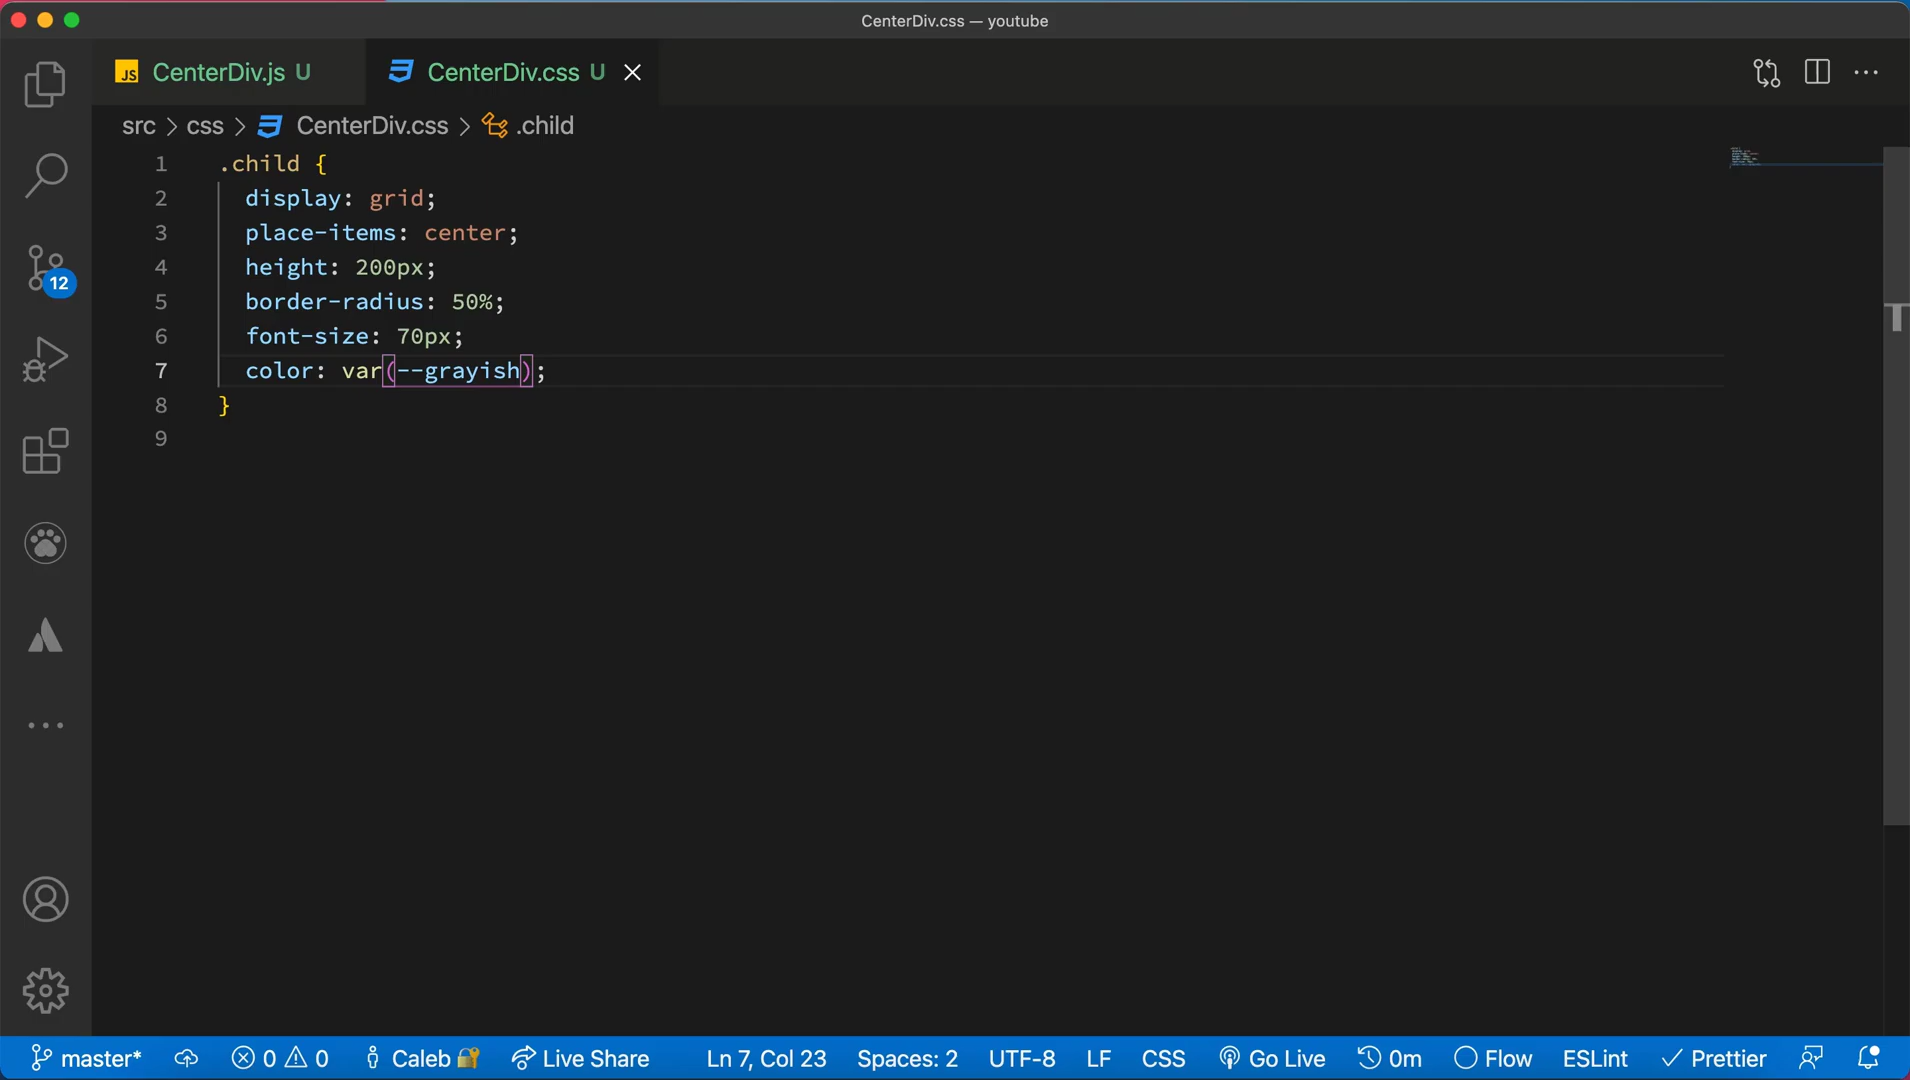 CenterDiv.css — youtube
JS CenterDiv.js U CenterDiv.css U
src > css > CenterDiv.css > .child
1 .child {
2 display: grid;
3 place-items: center;
4 height: 200px;
5 border-radius: 50%;
6 font-size: 70px;
7 color: var(--grayish);
8 }
9
12
master* 0 0 Caleb Live Share Ln 7, Col 23 Spaces: 2 UTF-8 LF CSS Go Live 0m Flow ESLint Prettier